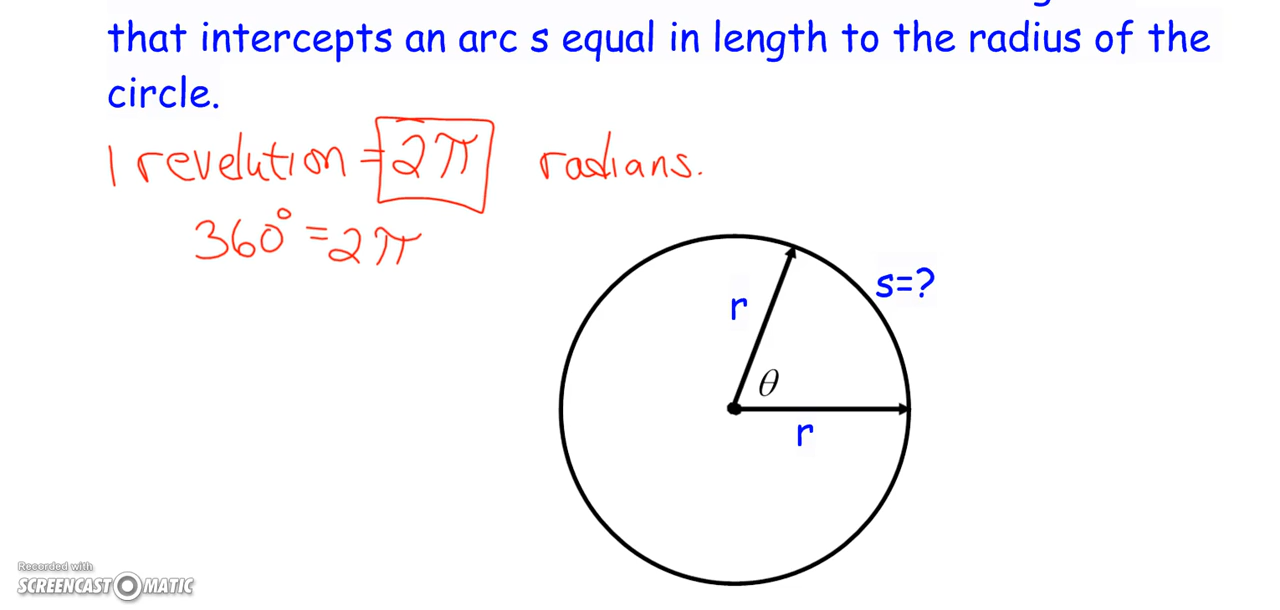 that intercepts an arc s equal in length to the radius of the
circle.
1 revelution = 2π radians.
360° = 2π
s=?
r
θ
r
Recorded with
SCREENCAST O MATIC